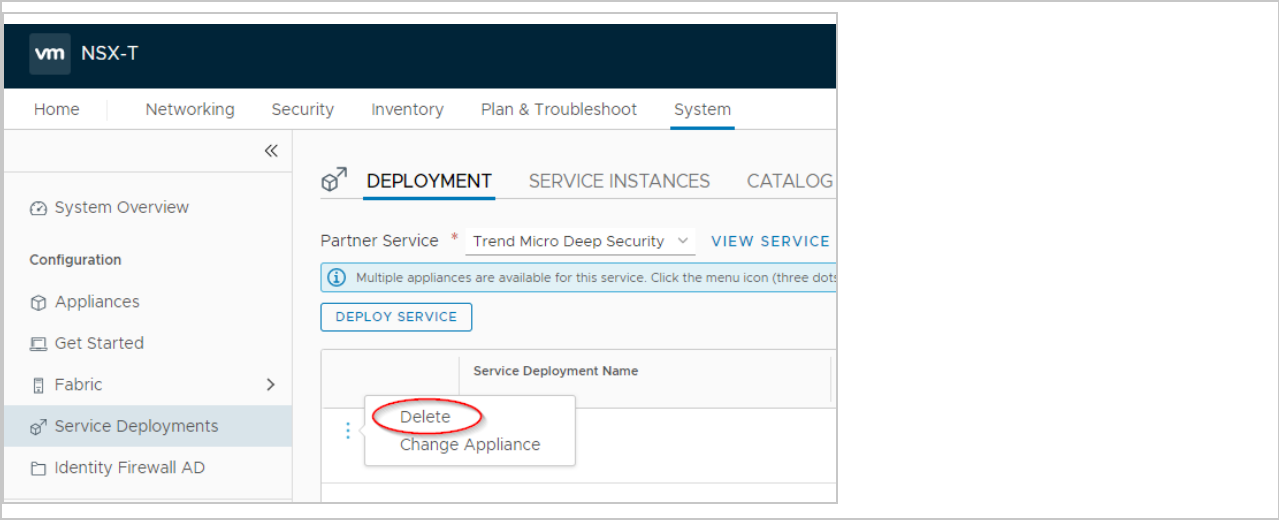 vm NSX-T
Home Networking Security Inventory Plan & Troubleshoot System
System Overview
Configuration
Appliances
Get Started
Fabric
Service Deployments
Identity Firewall AD
DEPLOYMENT SERVICE INSTANCES CATALOG
Partner Service * Trend Micro Deep Security VIEW SERVICE
Multiple appliances are available for this service. Click the menu icon (three dots
DEPLOY SERVICE
Service Deployment Name
Delete
Change Appliance